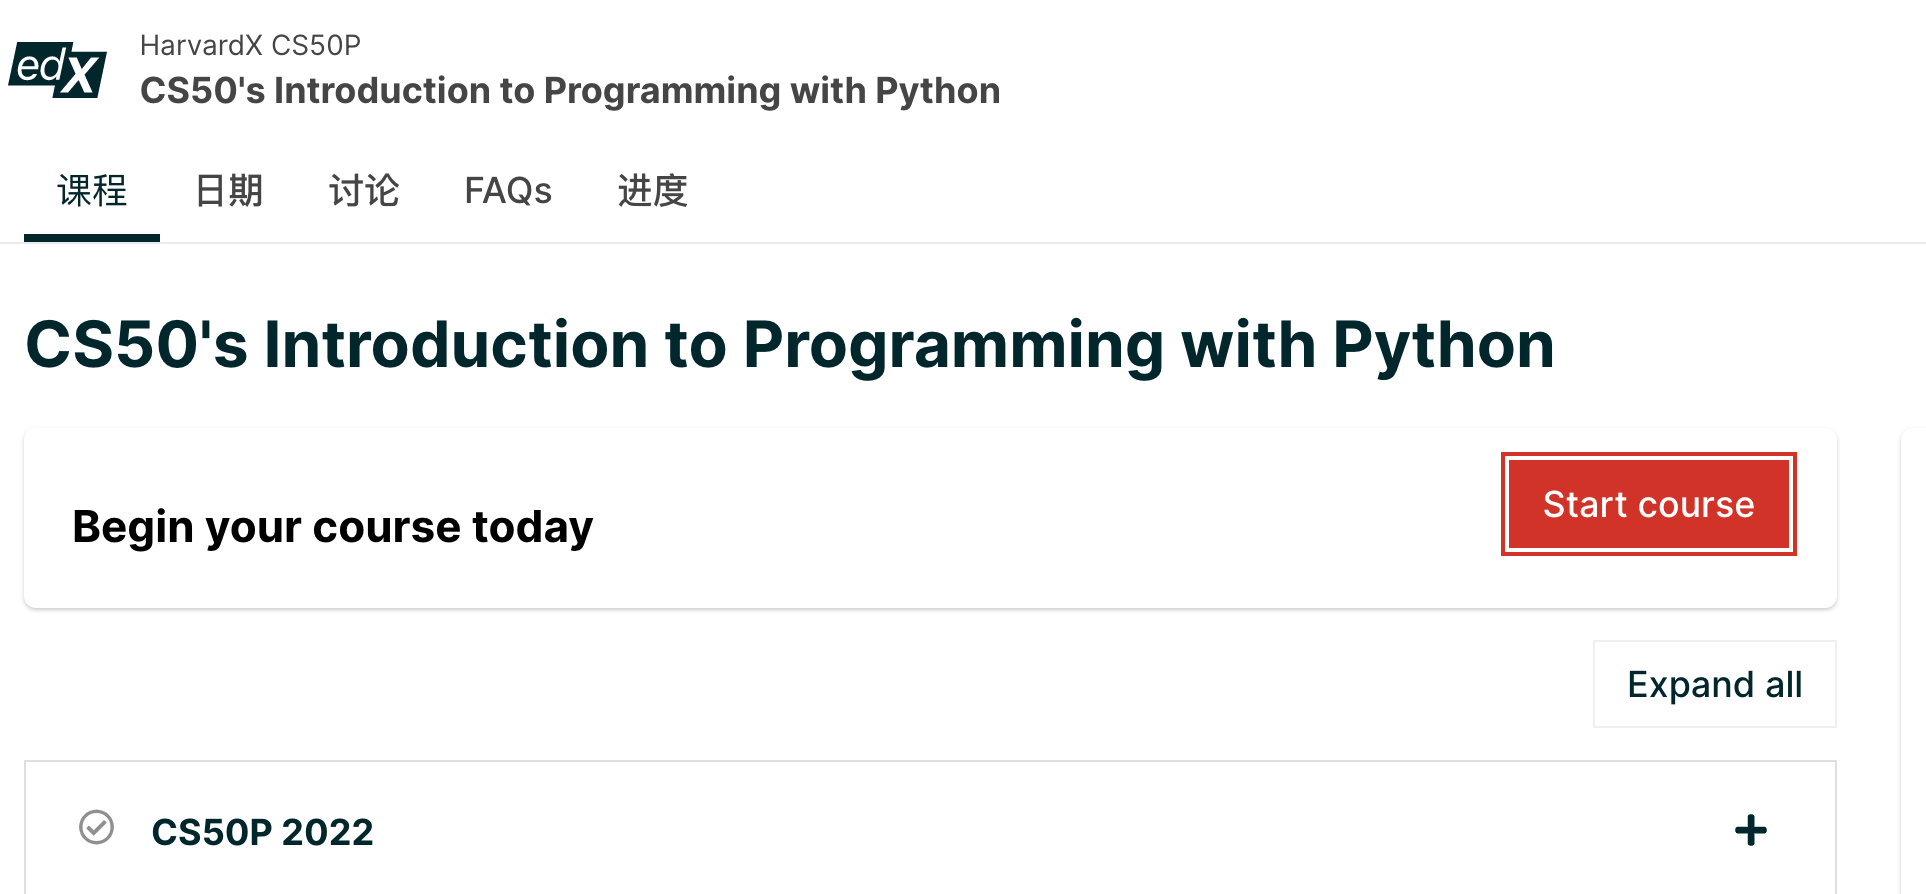 edX
HarvardX CS50P
CS50's Introduction to Programming with Python
课程 日期 讨论 FAQs 进度
CS50's Introduction to Programming with Python
Begin your course today
Start course
Expand all
CS50P 2022